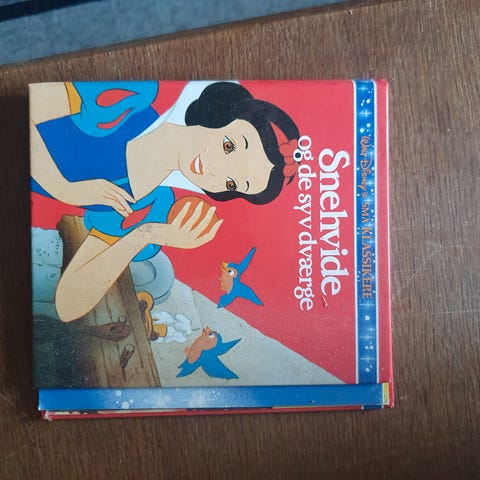 WALT DISNEY'S SMÅ KLASSIKERE
Snehvide
og de syv dværge